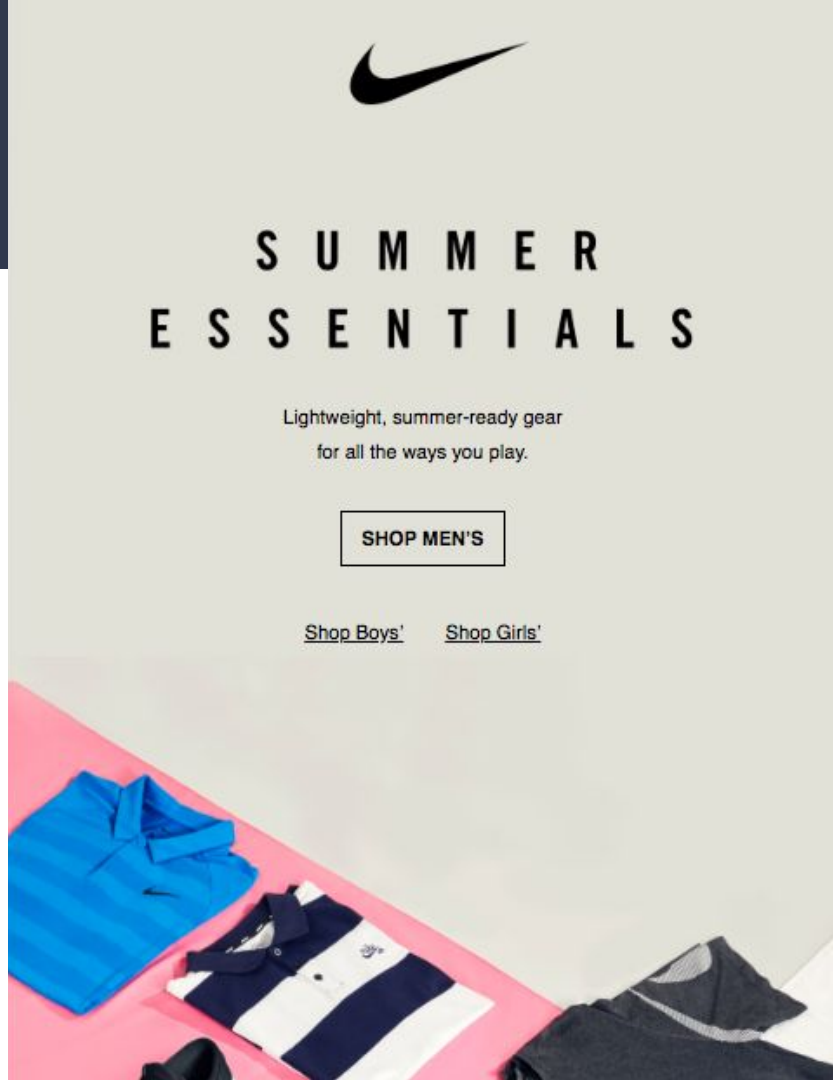 SUMMER
ESSENTIALS
Lightweight, summer-ready gear
for all the ways you play.
SHOP MEN'S
Shop Boys' Shop Girls'